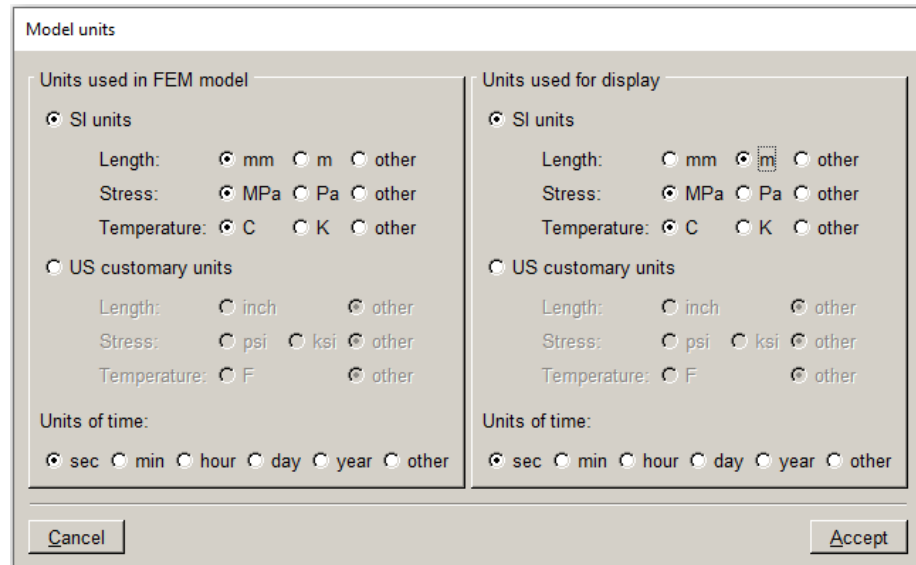 Model units
Units used in FEM model
SI units
Length: mm m other
Stress: MPa Pa other
Temperature: C K other
US customary units
Length: inch other
Stress: psi ksi other
Temperature: F other
Units of time:
sec min hour day year other
Units used for display
SI units
Length: mm m other
Stress: MPa Pa other
Temperature: C K other
US customary units
Length: inch other
Stress: psi ksi other
Temperature: F other
Units of time:
sec min hour day year other
Cancel
Accept